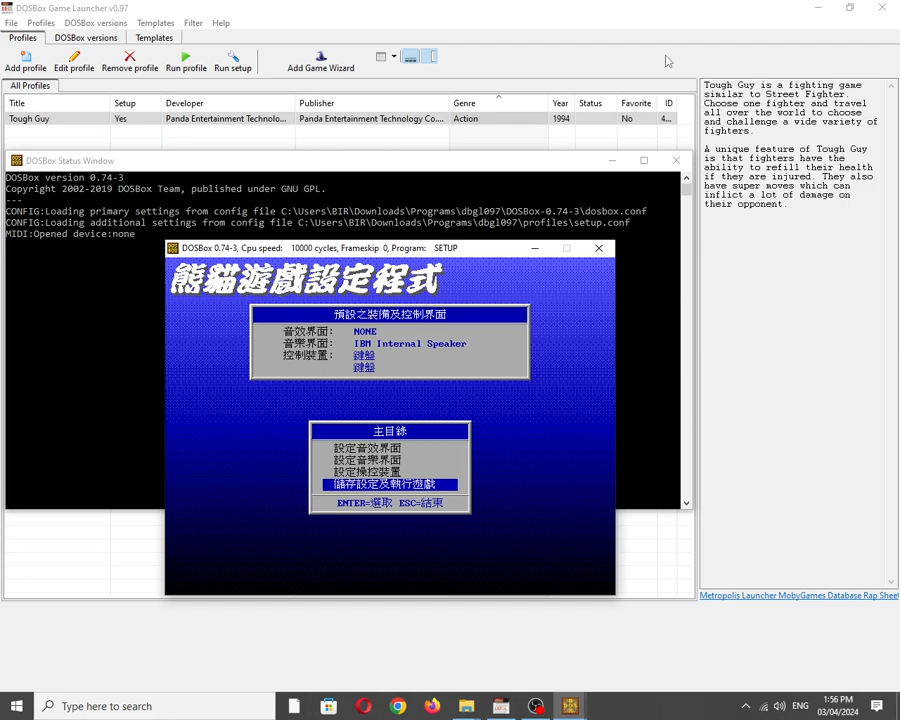 DOSBox Game Launcher v0.97
File Profiles DOSBox versions Templates Filter Help
Profiles DOSBox versions Templates
Add profile Edit profile Remove profile Run profile Run setup Add Game Wizard
All Profiles
Title Setup Developer Publisher Genre Year Status Favorite ID
Tough Guy Yes Panda Entertainment Technolo... Panda Entertainment Technology Co.... Action 1994 No 4...
Tough Guy is a fighting game
similar to Street Fighter.
Choose one fighter and travel
all over the world to choose
and challenge a wide variety of
fighters.
A unique feature of Tough Guy
is that fighters have the
ability to refill their health
if they are injured. They also
have super moves which can
inflict a lot of damage on
their opponent.
DOSBox Status Window
DOSBox version 0.74-3
Copyright 2002-2019 DOSBox Team, published under GNU GPL.
---
CONFIG:Loading primary settings from config file C:\Users\BIR\Downloads\Programs\dbgl097\DOSBox-0.74-3\dosbox.conf
CONFIG:Loading additional settings from config file C:\Users\BIR\Downloads\Programs\dbgl097\profiles\setup.conf
MIDI:Opened device:none
DOSBox 0.74-3, Cpu speed: 10000 cycles, Frameskip 0, Program: SETUP
熊貓遊戲設定程式
預設之裝備及控制界面
音效界面: NONE
音樂界面: IBM Internal Speaker
控制裝置: 鍵盤
鍵盤
主目錄
設定音效界面
設定音樂界面
設定操控裝置
儲存設定及執行遊戲
ENTER=選取 ESC=結束
Metropolis Launcher MobyGames Database Rap Sheet
Type here to search
ENG
1:56 PM
03/04/2024